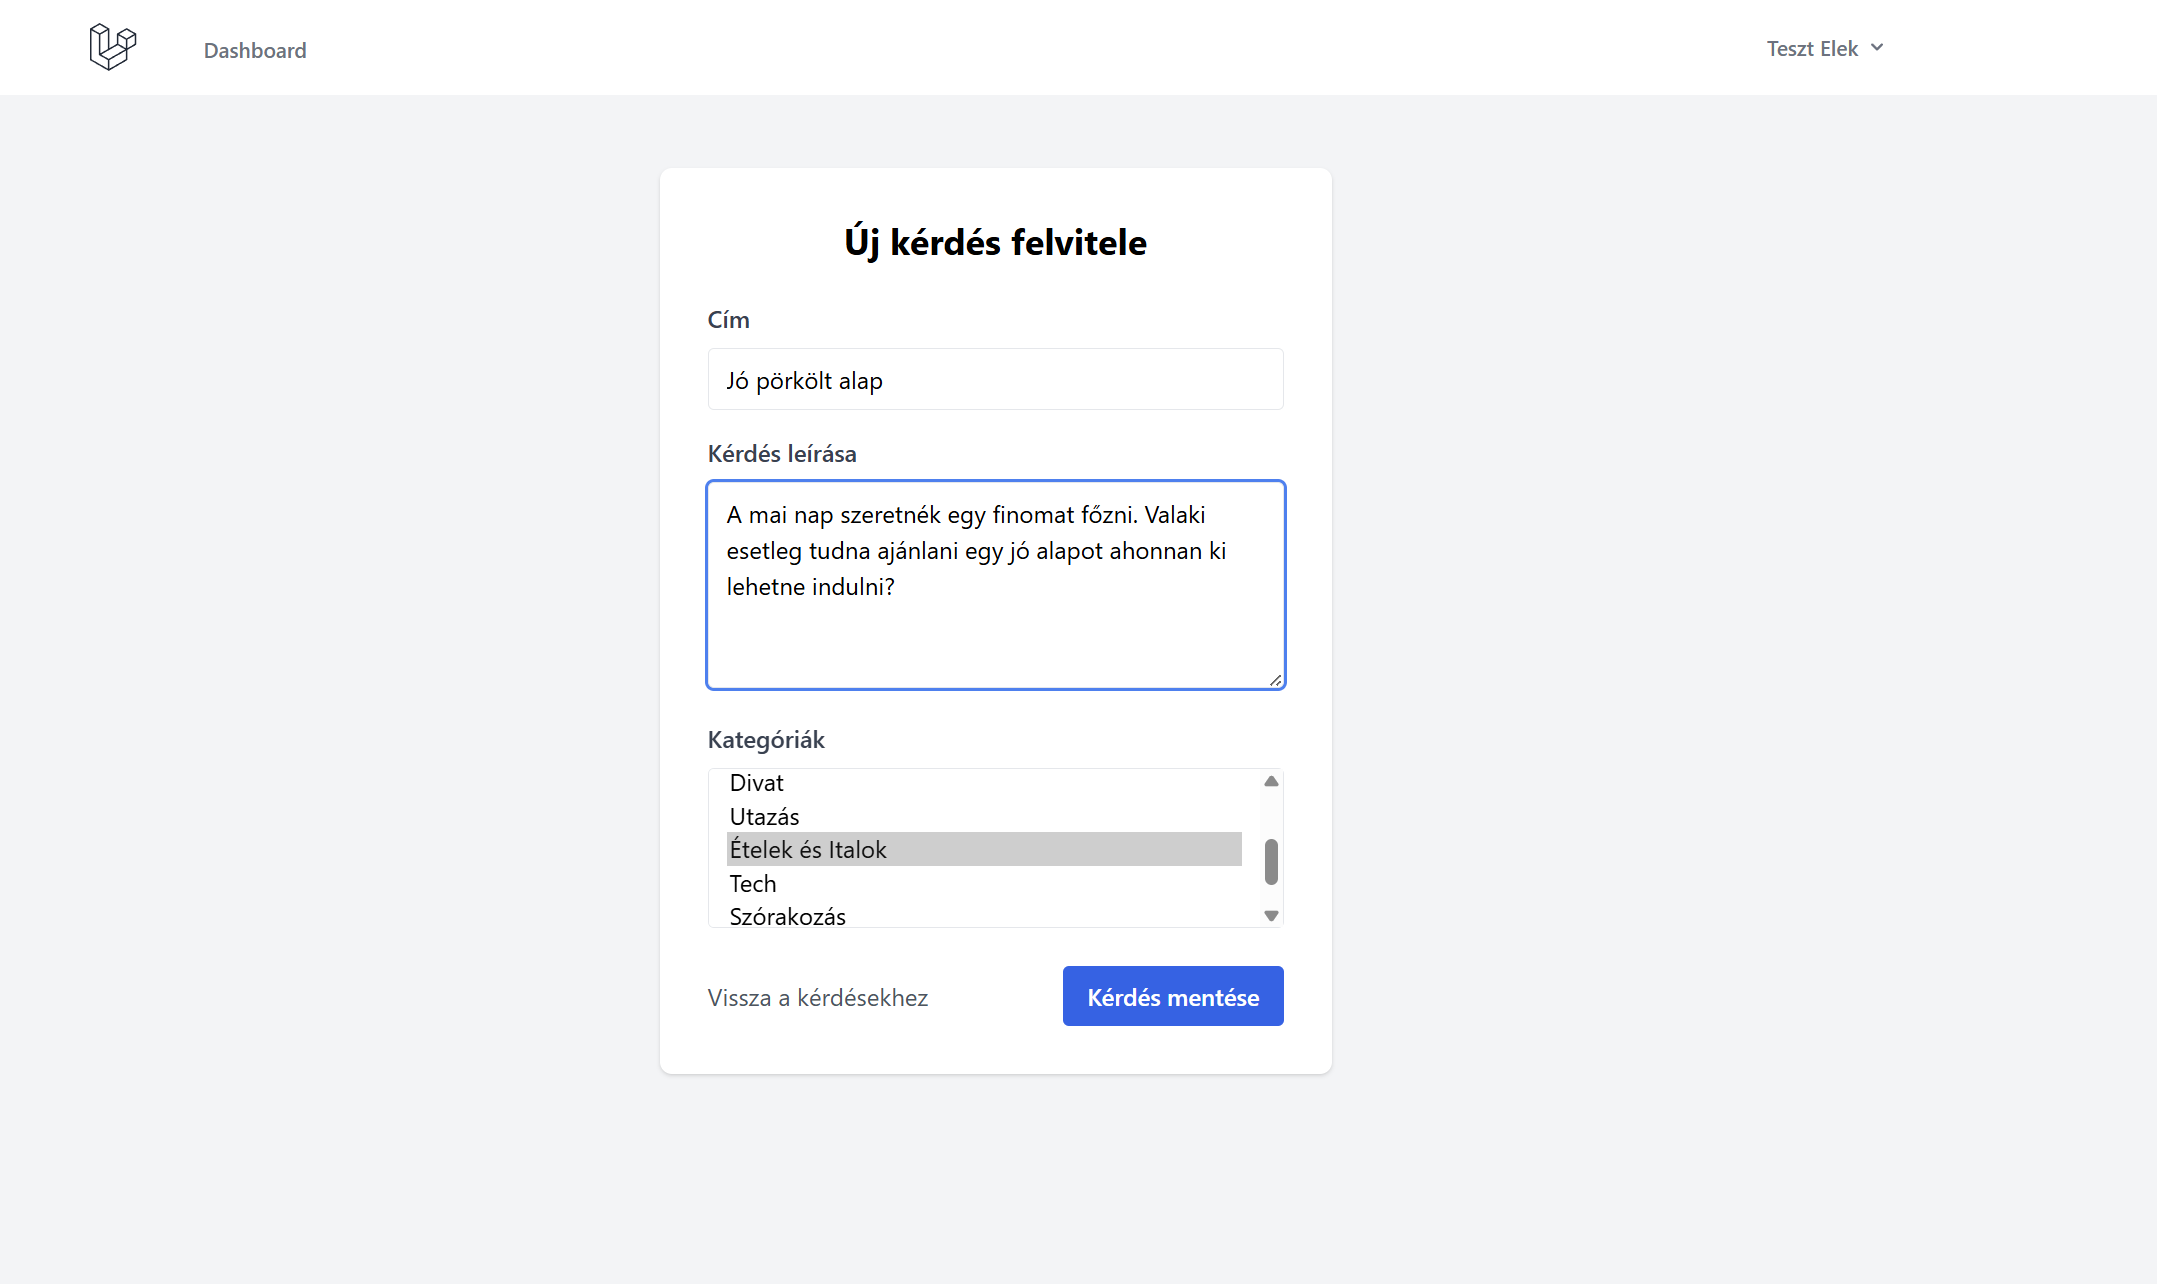 Dashboard
Teszt Elek
Új kérdés felvitele
Cím
Jó pörkölt alap
Kérdés leírása
A mai nap szeretnék egy finomat főzni. Valaki
esetleg tudna ajánlani egy jó alapot ahonnan ki
lehetne indulni?
Kategóriák
Divat
Utazás
Ételek és Italok
Tech
Szórakozás
Vissza a kérdésekhez
Kérdés mentése